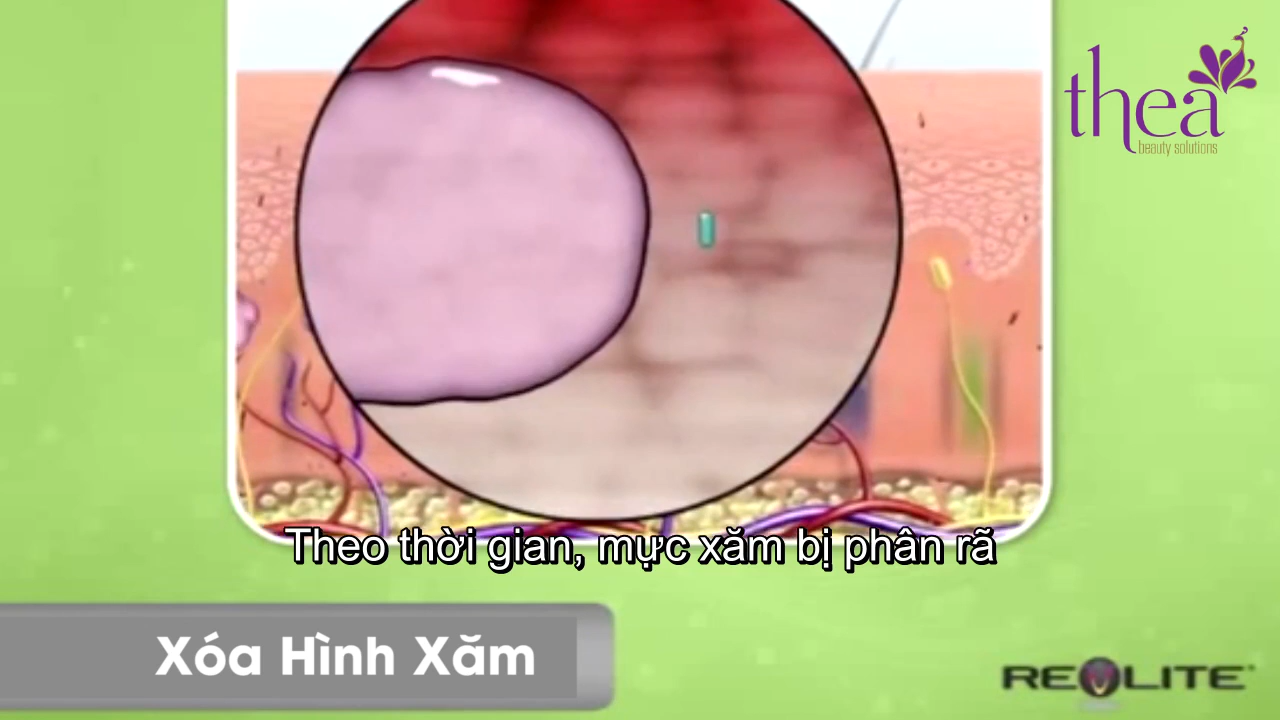 thea
beauty solutions
Theo thời gian, mực xăm bị phân rã
Xóa Hình Xăm
REVLITE